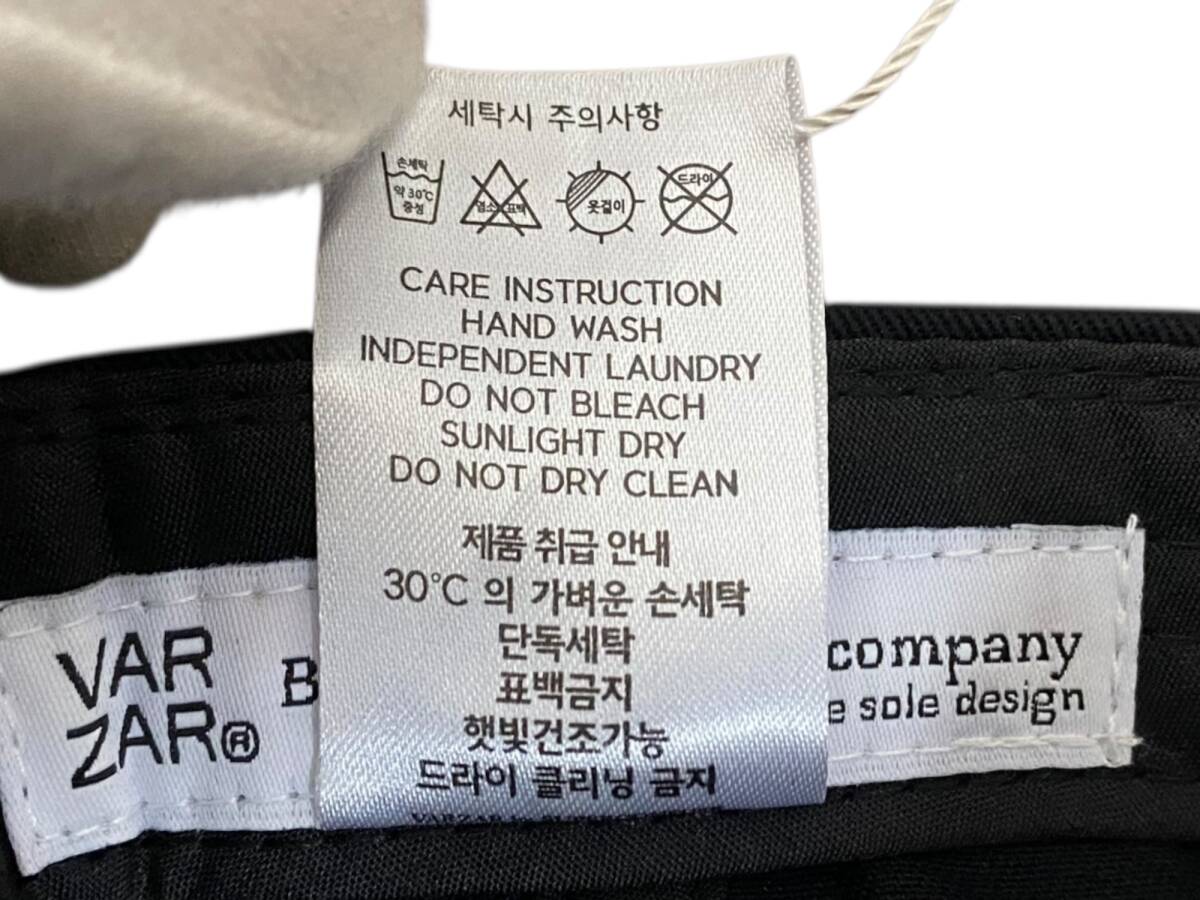 세탁시 주의사항
손세탁
약 30℃
중성
염소 표백
옷걸이
드라이
CARE INSTRUCTION
HAND WASH
INDEPENDENT LAUNDRY
DO NOT BLEACH
SUNLIGHT DRY
DO NOT DRY CLEAN
제품 취급 안내
30℃ 의 가벼운 손세탁
단독세탁
표백금지
햇빛건조가능
드라이 클리닝 금지
VAR
ZAR®
company
sole design